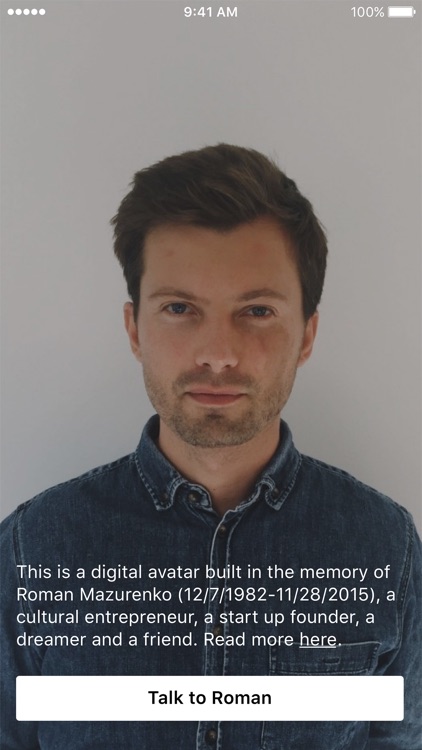 9:41 AM 100%
This is a digital avatar built in the memory of
Roman Mazurenko (12/7/1982-11/28/2015), a
cultural entrepreneur, a start up founder, a
dreamer and a friend. Read more here.
Talk to Roman